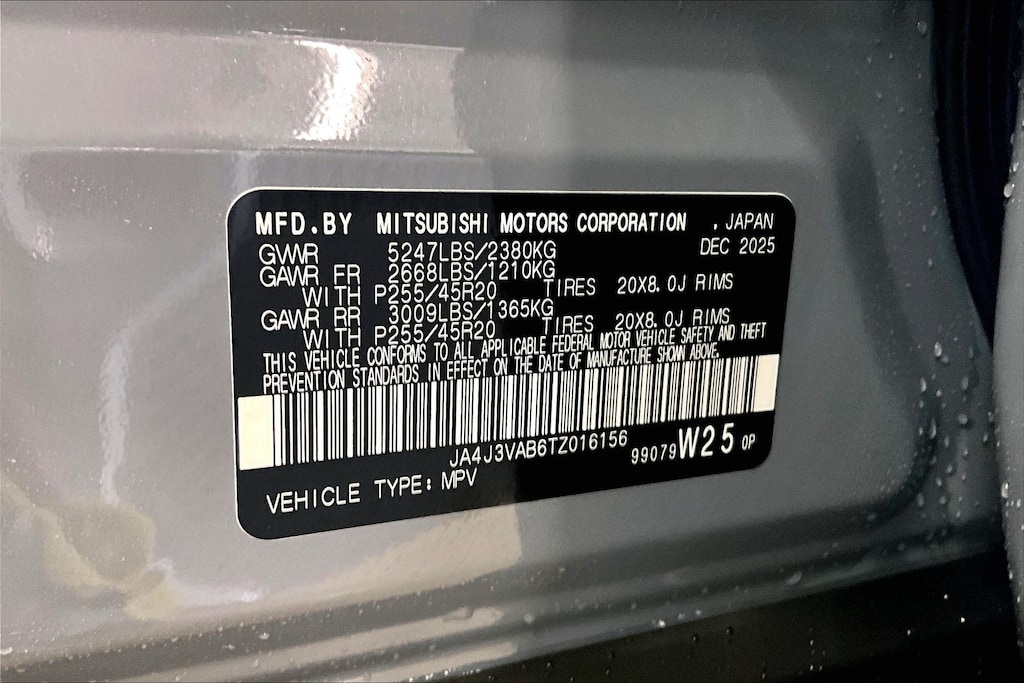 MFD.BY MITSUBISHI MOTORS CORPORATION , JAPAN
DEC 2025
GWWR 5247LBS/2380KG
GAWR FR 2668LBS/1210KG
WITH P255/45R20 TIRES 20X8.0J RIMS
GAWR RR 3009LBS/1365KG
WITH P255/45R20 TIRES 20X8.0J RIMS
THIS VEHICLE CONFORMS TO ALL APPLICABLE FEDERAL MOTOR VEHICLE SAFETY AND THEFT
PREVENTION STANDARDS IN EFFECT ON THE DATE OF MANUFACTURE SHOWN ABOVE.
JA4J3VAB6TZ016156
99079 W25 0P
VEHICLE TYPE: MPV